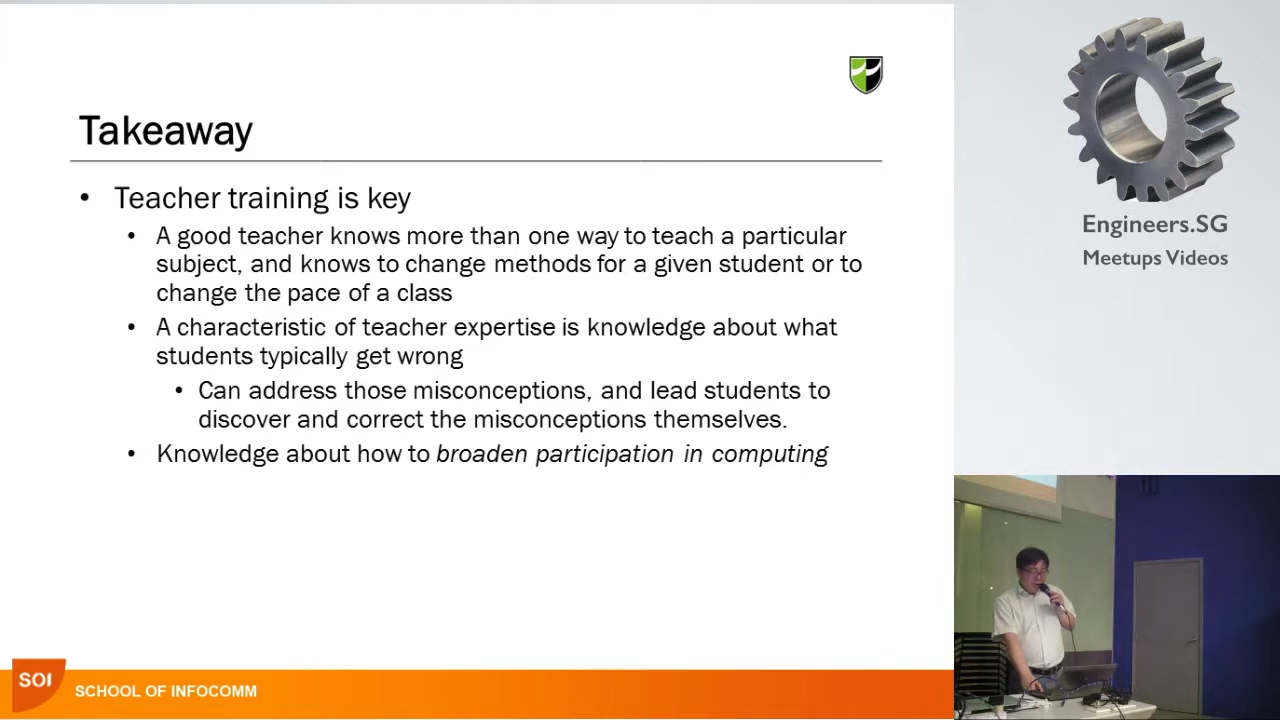 Takeaway
• Teacher training is key
• A good teacher knows more than one way to teach a particular
subject, and knows to change methods for a given student or to
change the pace of a class
• A characteristic of teacher expertise is knowledge about what
students typically get wrong
• Can address those misconceptions, and lead students to
discover and correct the misconceptions themselves.
• Knowledge about how to broaden participation in computing
SOI
SCHOOL OF INFOCOMM
Engineers.SG
Meetups Videos